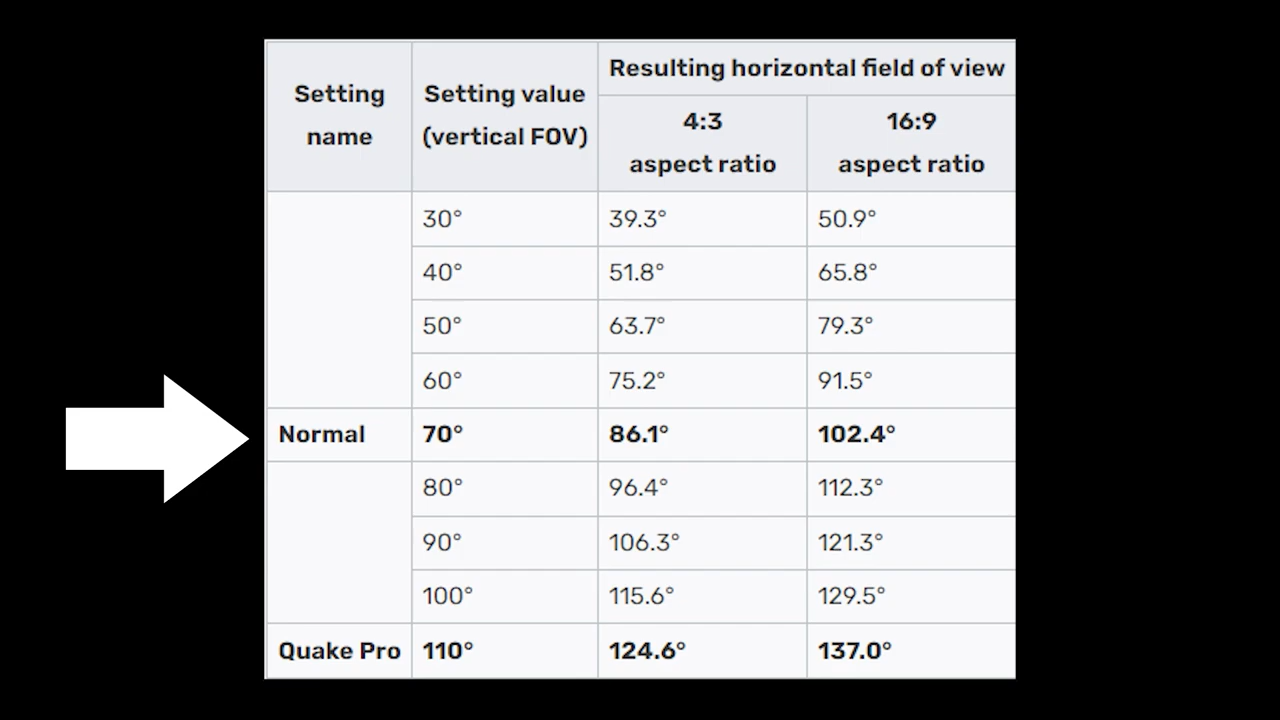 Setting name
Setting value (vertical FOV)
Resulting horizontal field of view
4:3 aspect ratio
16:9 aspect ratio
30° 39.3° 50.9°
40° 51.8° 65.8°
50° 63.7° 79.3°
60° 75.2° 91.5°
Normal 70° 86.1° 102.4°
80° 96.4° 112.3°
90° 106.3° 121.3°
100° 115.6° 129.5°
Quake Pro 110° 124.6° 137.0°